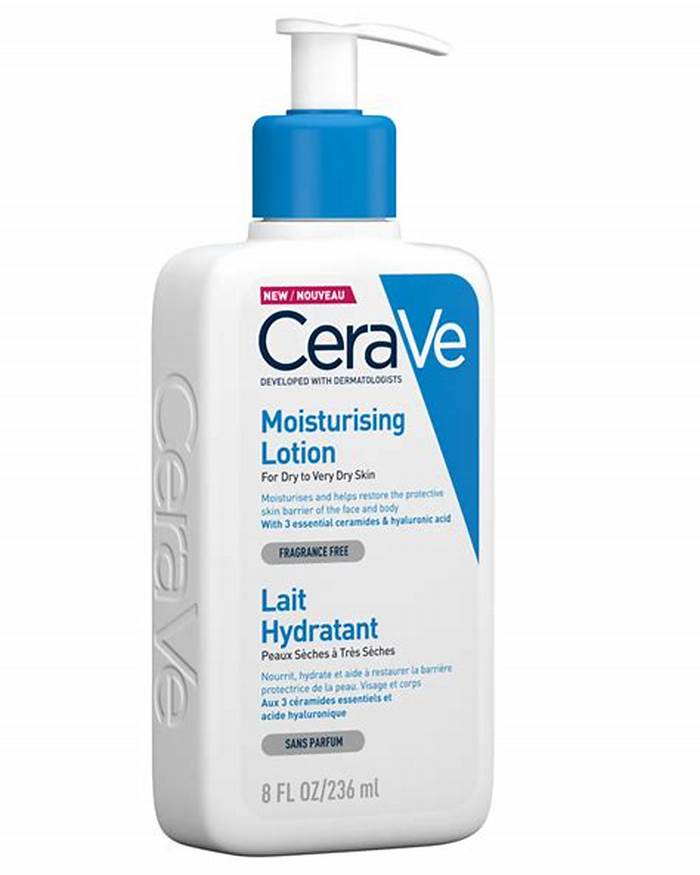 NEW / NOUVEAU
CeraVe
DEVELOPED WITH DERMATOLOGISTS
Moisturising
Lotion
For Dry to Very Dry Skin
Moisturises and helps restore the protective
skin barrier of the face and body
With 3 essential ceramides & hyaluronic acid
FRAGRANCE FREE
Lait
Hydratant
Peaux Sèches à Très Sèches
Nourrit, hydrate et aide à restaurer la barrière
protectrice de la peau. Visage et corps
Aux 3 céramides essentiels et
acide hyaluronique
SANS PARFUM
8 FL OZ/236 ml
CeraVe